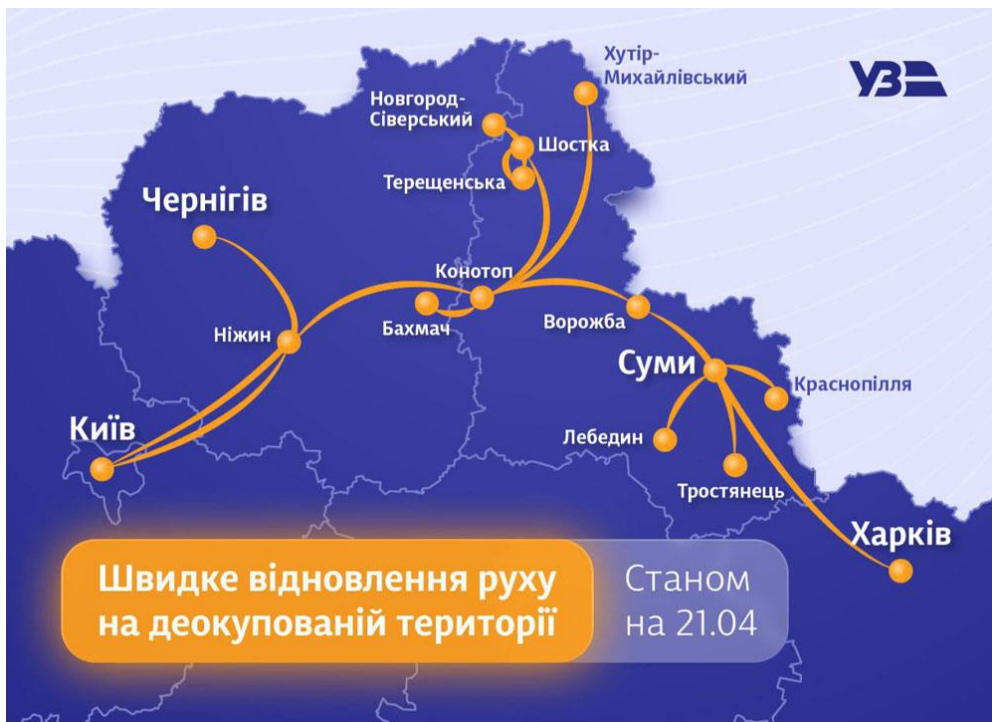 Хутір-
Михайлівський
УЗ
Новгород-
Сіверський
Шостка
Терещенська
Чернігів
Конотоп
Бахмач
Ворожба
Ніжин
Суми
Краснопілля
Київ
Лебедин
Тростянець
Харків
Швидке відновлення руху
на деокупованій території
Станом
на 21.04